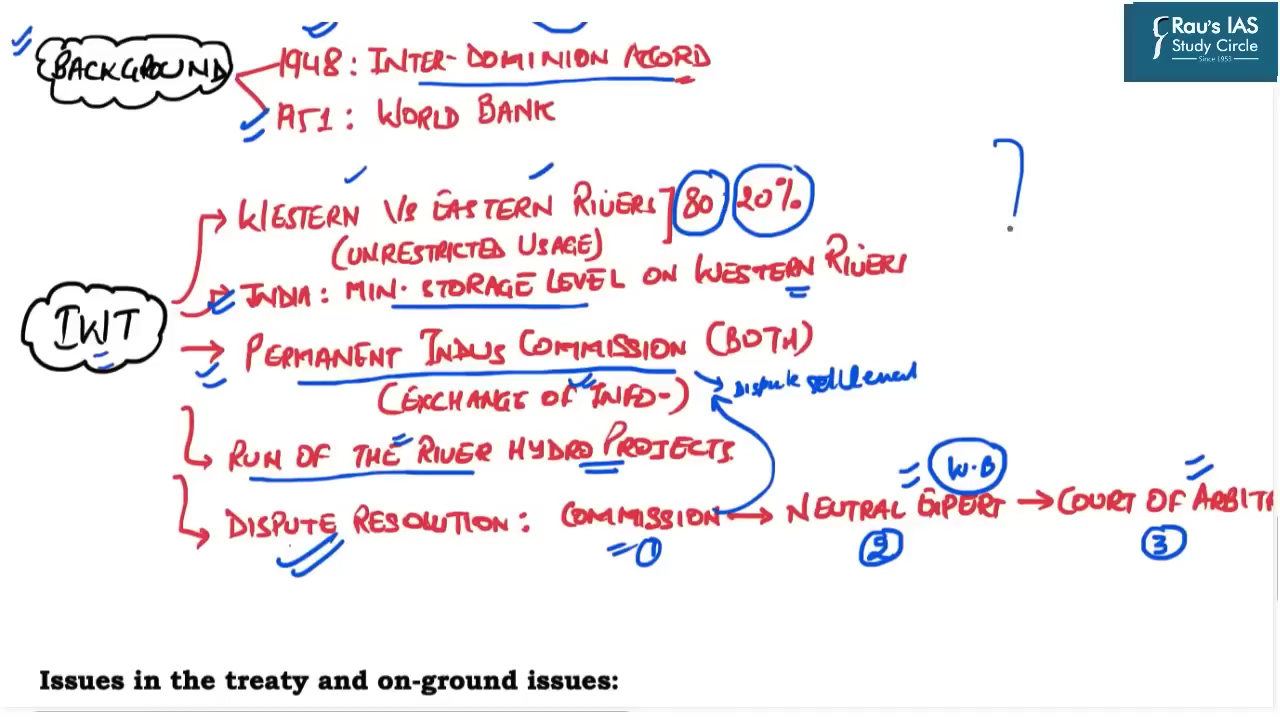 Rau's IAS
Study Circle
Since 1953
BACKGROUND
1948: INTER-DOMINION ACCORD
1951: WORLD BANK
WESTERN V/S EASTERN RIVERS] 80 20%
(UNRESTRICTED USAGE)
INDIA: MIN. STORAGE LEVEL ON WESTERN RIVERS
IWT
PERMANENT INDUS COMMISSION (BOTH)
→ Dispute settlement
(EXCHANGE OF INFO-)
RUN OF THE RIVER HYDRO PROJECTS
W.B
DISPUTE RESOLUTION: COMMISSION → NEUTRAL EXPERT → COURT OF ARBITRA
1 2 3
?
Issues in the treaty and on-ground issues: